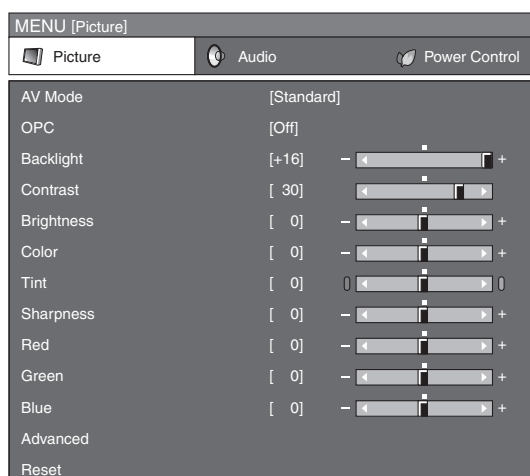 MENU [Picture]
Picture Audio Power Control
AV Mode [Standard]
OPC [Off]
Backlight [+16] – +
Contrast [ 30]
Brightness [ 0] – +
Color [ 0] – +
Tint [ 0]
Sharpness [ 0] – +
Red [ 0] – +
Green [ 0] – +
Blue [ 0] – +
Advanced
Reset